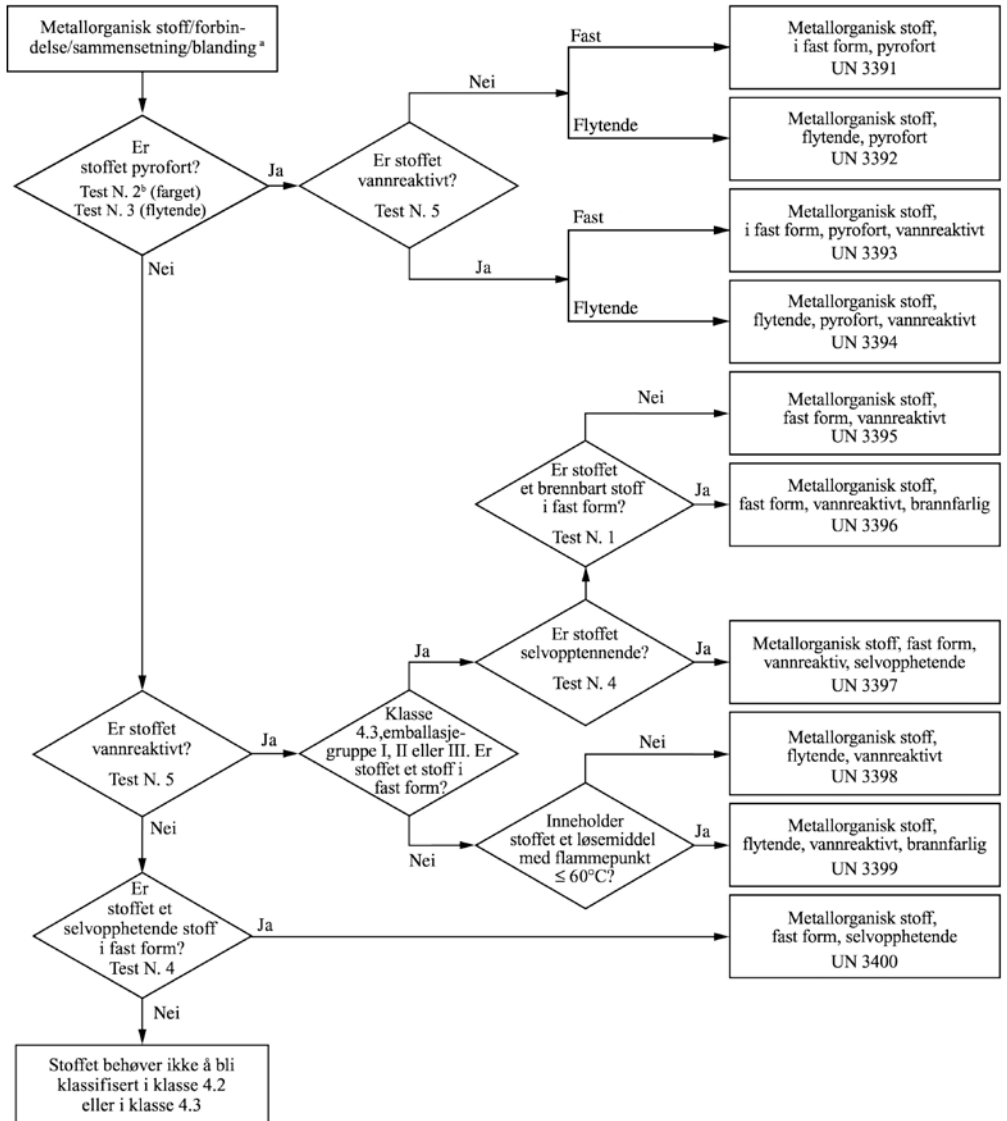 Metallorganisk stoff/forbin-
delse/sammensetning/blanding ª
Er
stoffet pyrofort?
Test N. 2ᵇ (farget)
Test N. 3 (flytende)
Ja
Nei
Er stoffet
vannreaktivt?
Test N. 5
Nei
Ja
Fast
Flytende
Fast
Flytende
Metallorganisk stoff,
i fast form, pyrofort
UN 3391
Metallorganisk stoff,
flytende, pyrofort
UN 3392
Metallorganisk stoff,
i fast form, pyrofort, vannreaktivt
UN 3393
Metallorganisk stoff,
flytende, pyrofort, vannreaktivt
UN 3394
Nei
Metallorganisk stoff,
fast form, vannreaktivt
UN 3395
Er stoffet
et brennbart stoff
i fast form?
Test N. 1
Ja
Metallorganisk stoff,
fast form, vannreaktivt, brannfarlig
UN 3396
Er stoffet
selvopptennende?
Test N. 4
Ja
Metallorganisk stoff, fast form,
vannreaktiv, selvopphetende
UN 3397
Er stoffet
vannreaktivt?
Test N. 5
Ja
Nei
Klasse
4.3,emballasje-
gruppe I, II eller III. Er
stoffet et stoff i
fast form?
Ja
Nei
Nei
Metallorganisk stoff,
flytende, vannreaktivt
UN 3398
Inneholder
stoffet et løsemiddel
med flammepunkt
≤ 60°C?
Ja
Metallorganisk stoff,
flytende, vannreaktivt, brannfarlig
UN 3399
Er
stoffet et
selvopphetende stoff
i fast form?
Test N. 4
Ja
Metallorganisk stoff,
fast form, selvopphetende
UN 3400
Nei
Stoffet behøver ikke å bli
klassifisert i klasse 4.2
eller i klasse 4.3